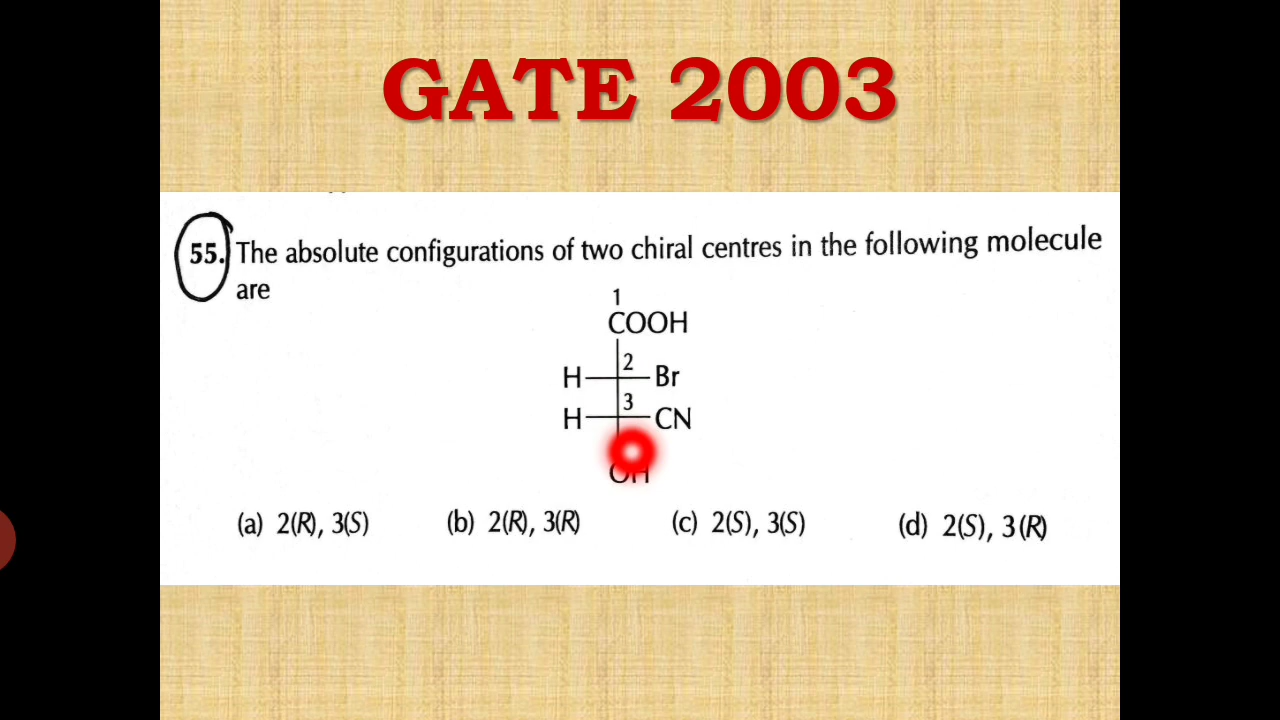 GATE 2003
55. The absolute configurations of two chiral centres in the following molecule
are
1
COOH
2
H Br
3
H CN
OH
(a) 2(R), 3(S) (b) 2(R), 3(R) (c) 2(S), 3(S) (d) 2(S), 3(R)